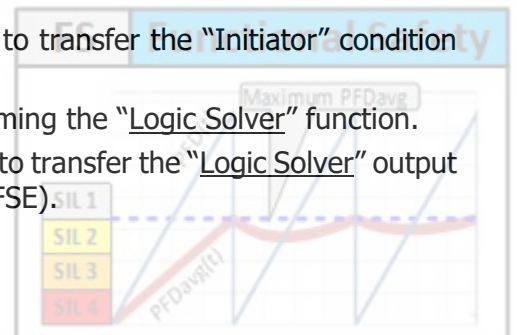 to transfer the “Initiator” condition
FS Functional Safety
Maximum PFDavg
ming the “Logic Solver” function.
to transfer the “Logic Solver” output
FSE).
SIL 1
SIL 2
SIL 3
SIL 4
PFDavg(t)